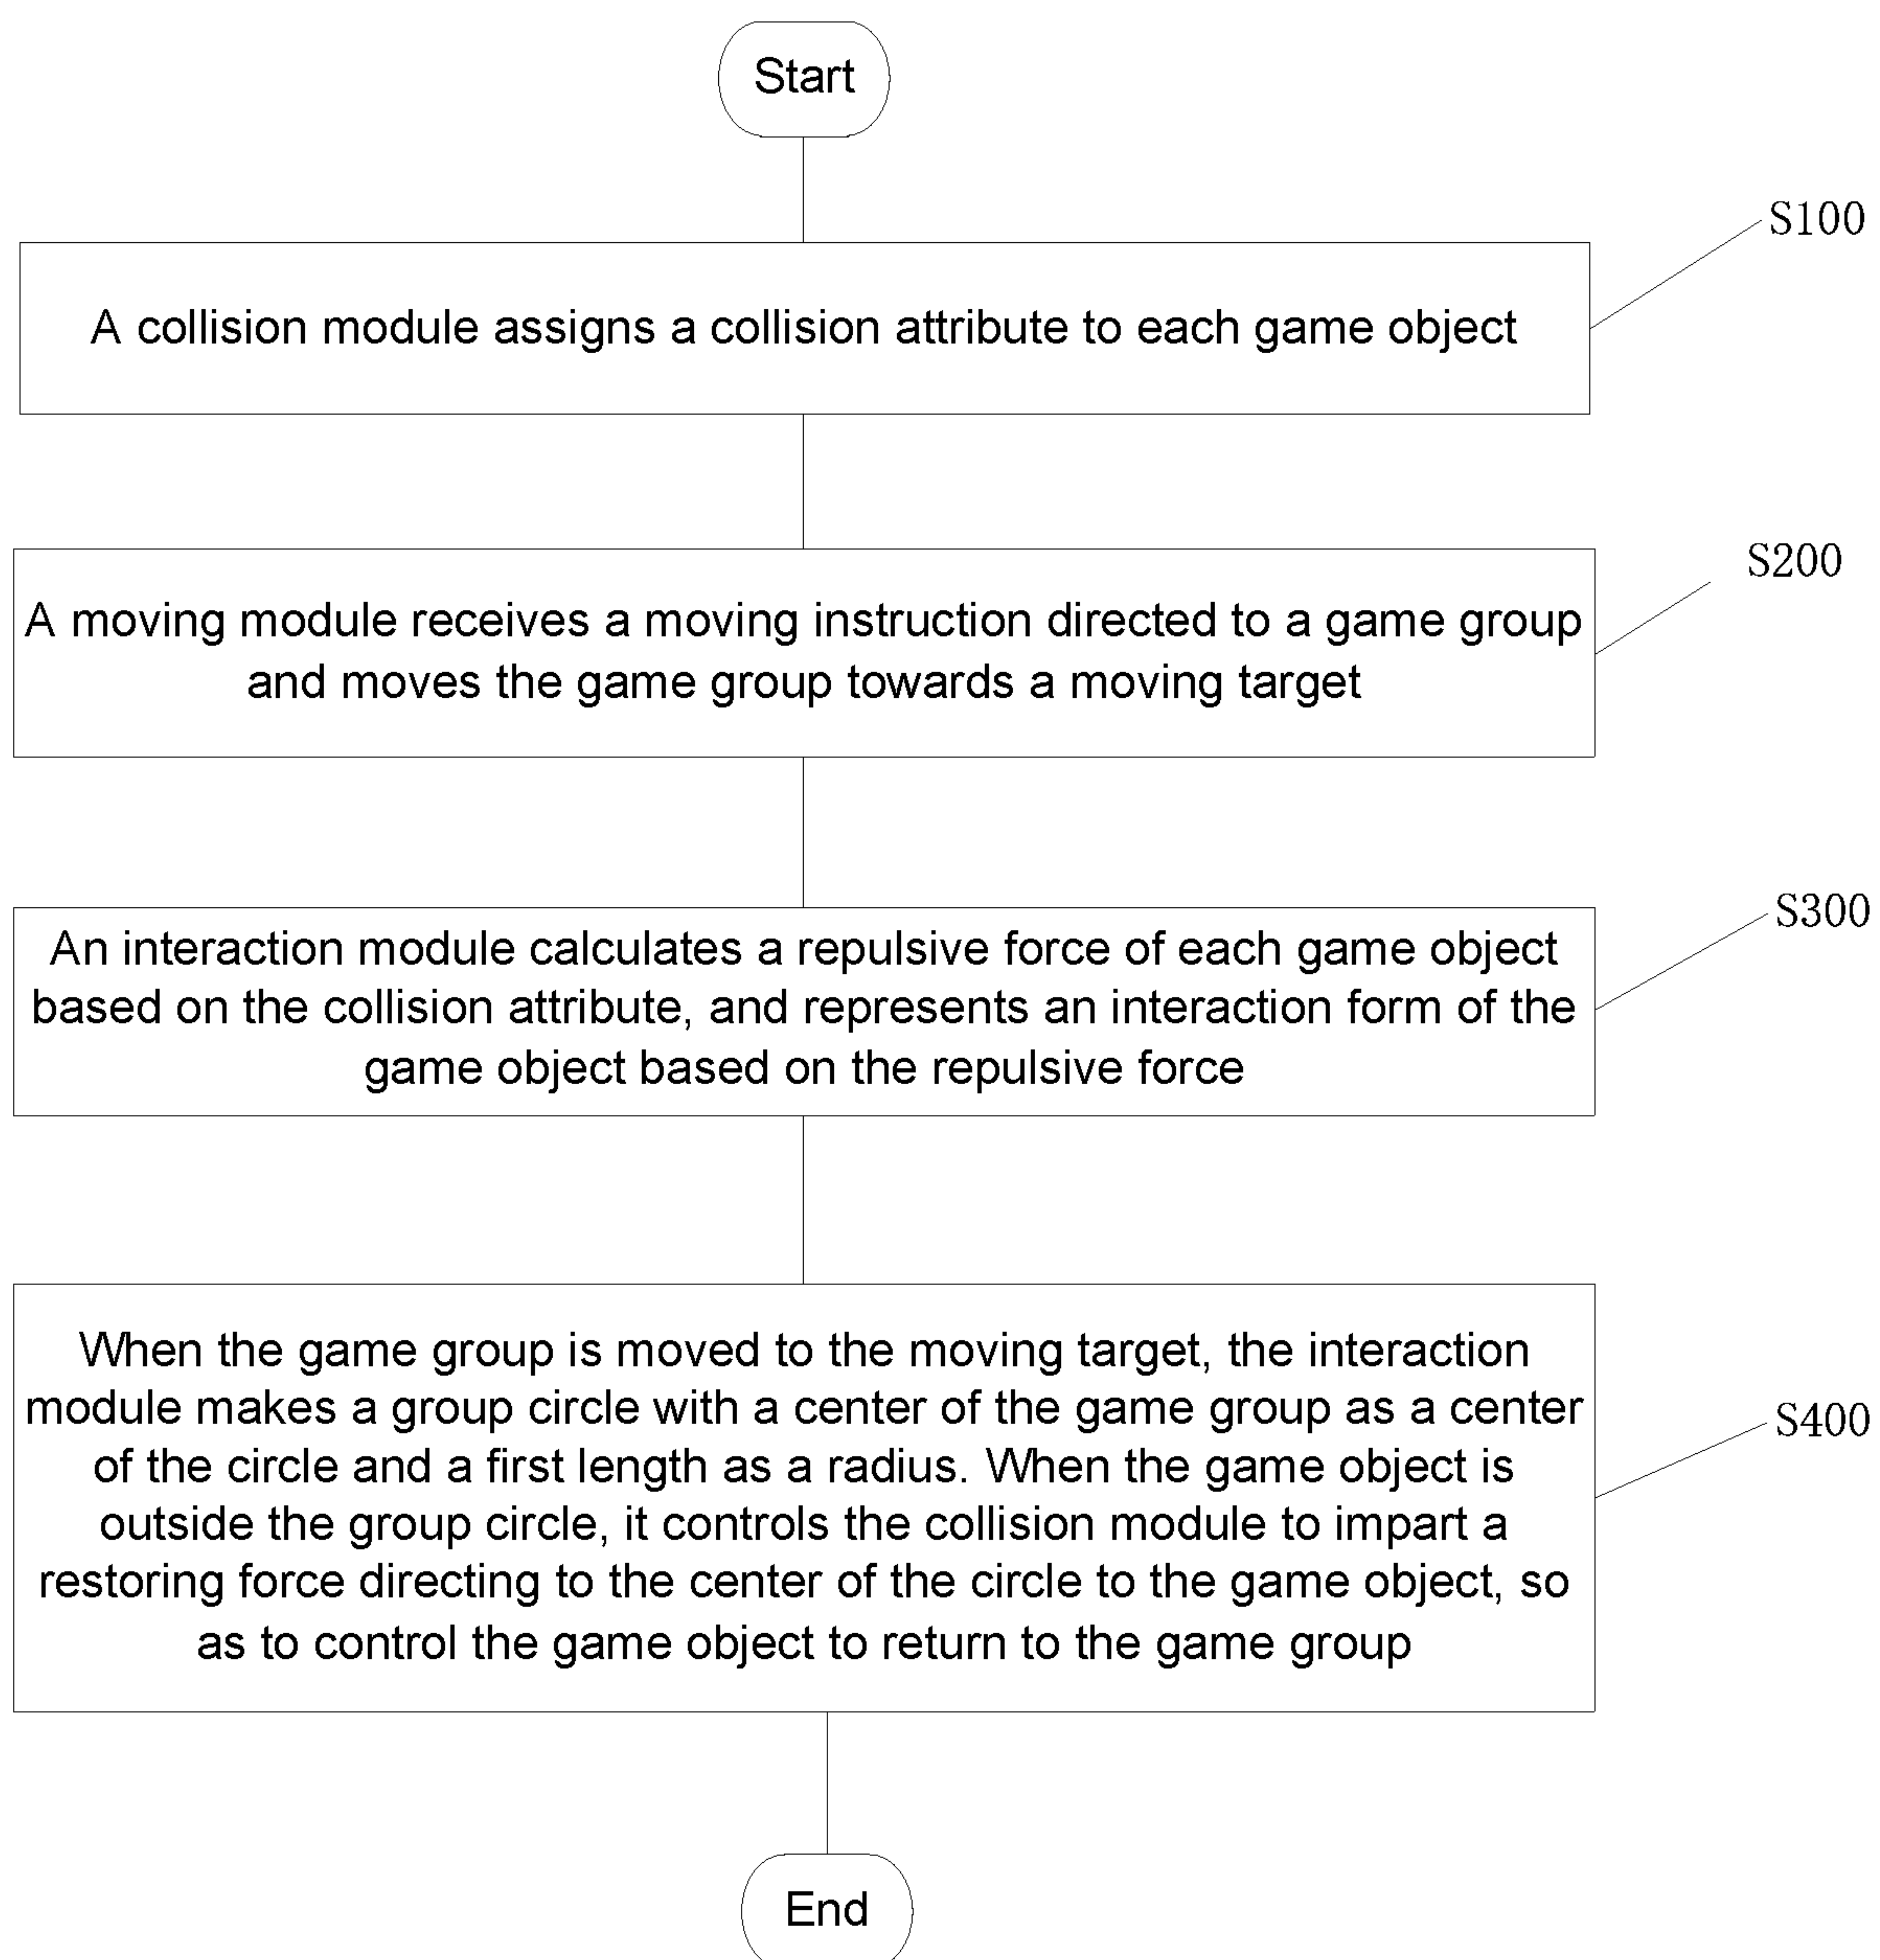 Start
S100
A collision module assigns a collision attribute to each game object
S200
A moving module receives a moving instruction directed to a game group
and moves the game group towards a moving target
S300
An interaction module calculates a repulsive force of each game object
based on the collision attribute, and represents an interaction form of the
game object based on the repulsive force
When the game group is moved to the moving target, the interaction
module makes a group circle with a center of the game group as a center
S400
of the circle and a first length as a radius. When the game object is
outside the group circle, it controls the collision module to impart a
restoring force directing to the center of the circle to the game object, so
as to control the game object to return to the game group
End